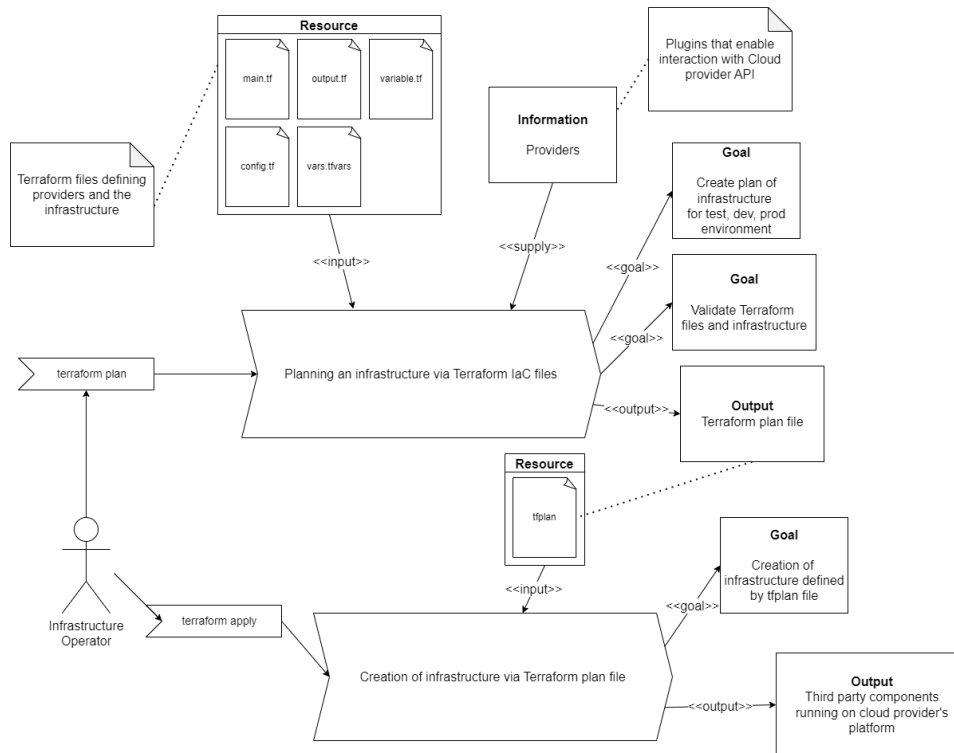 Resource
main.tf
output.tf
variable.tf
config.tf
vars.tfvars
Plugins that enable
interaction with Cloud
provider API
Information
Providers
Terraform files defining
providers and the
infrastructure
Goal
Create plan of
infrastructure
for test, dev, prod
environment
<<input>>
<<supply>>
<<goal>>
Goal
Validate Terraform
files and infrastructure
<<goal>>
terraform plan
Planning an infrastructure via Terraform IaC files
<<output>>
Output
Terraform plan file
Resource
tfplan
Goal
Creation of
infrastructure defined
by tfplan file
<<input>>
<<goal>>
Infrastructure
Operator
terraform apply
Creation of infrastructure via Terraform plan file
<<output>>
Output
Third party components
running on cloud provider's
platform